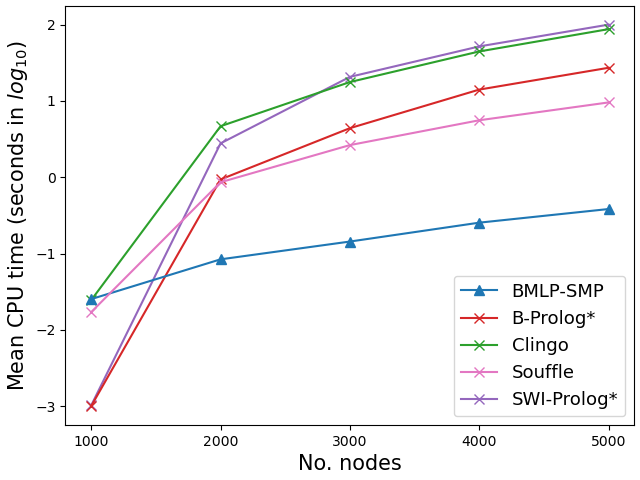 Mean CPU time (seconds in log10)
2
1
0
−1
−2
−3
1000 2000 3000 4000 5000
No. nodes
BMLP-SMP
B-Prolog*
Clingo
Souffle
SWI-Prolog*